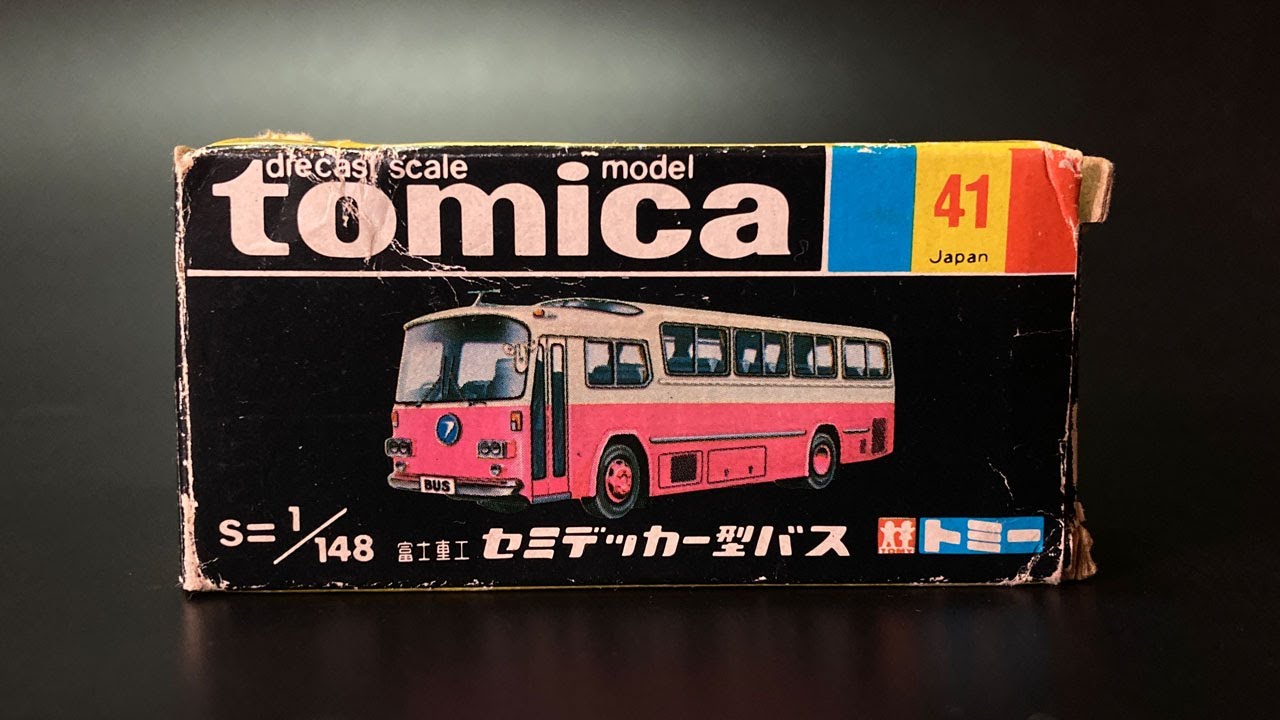 diecast scale model
tomica
41
Japan
BUS
S=1/148
富士重工 セミデッカー型バス
TOMY
トミー